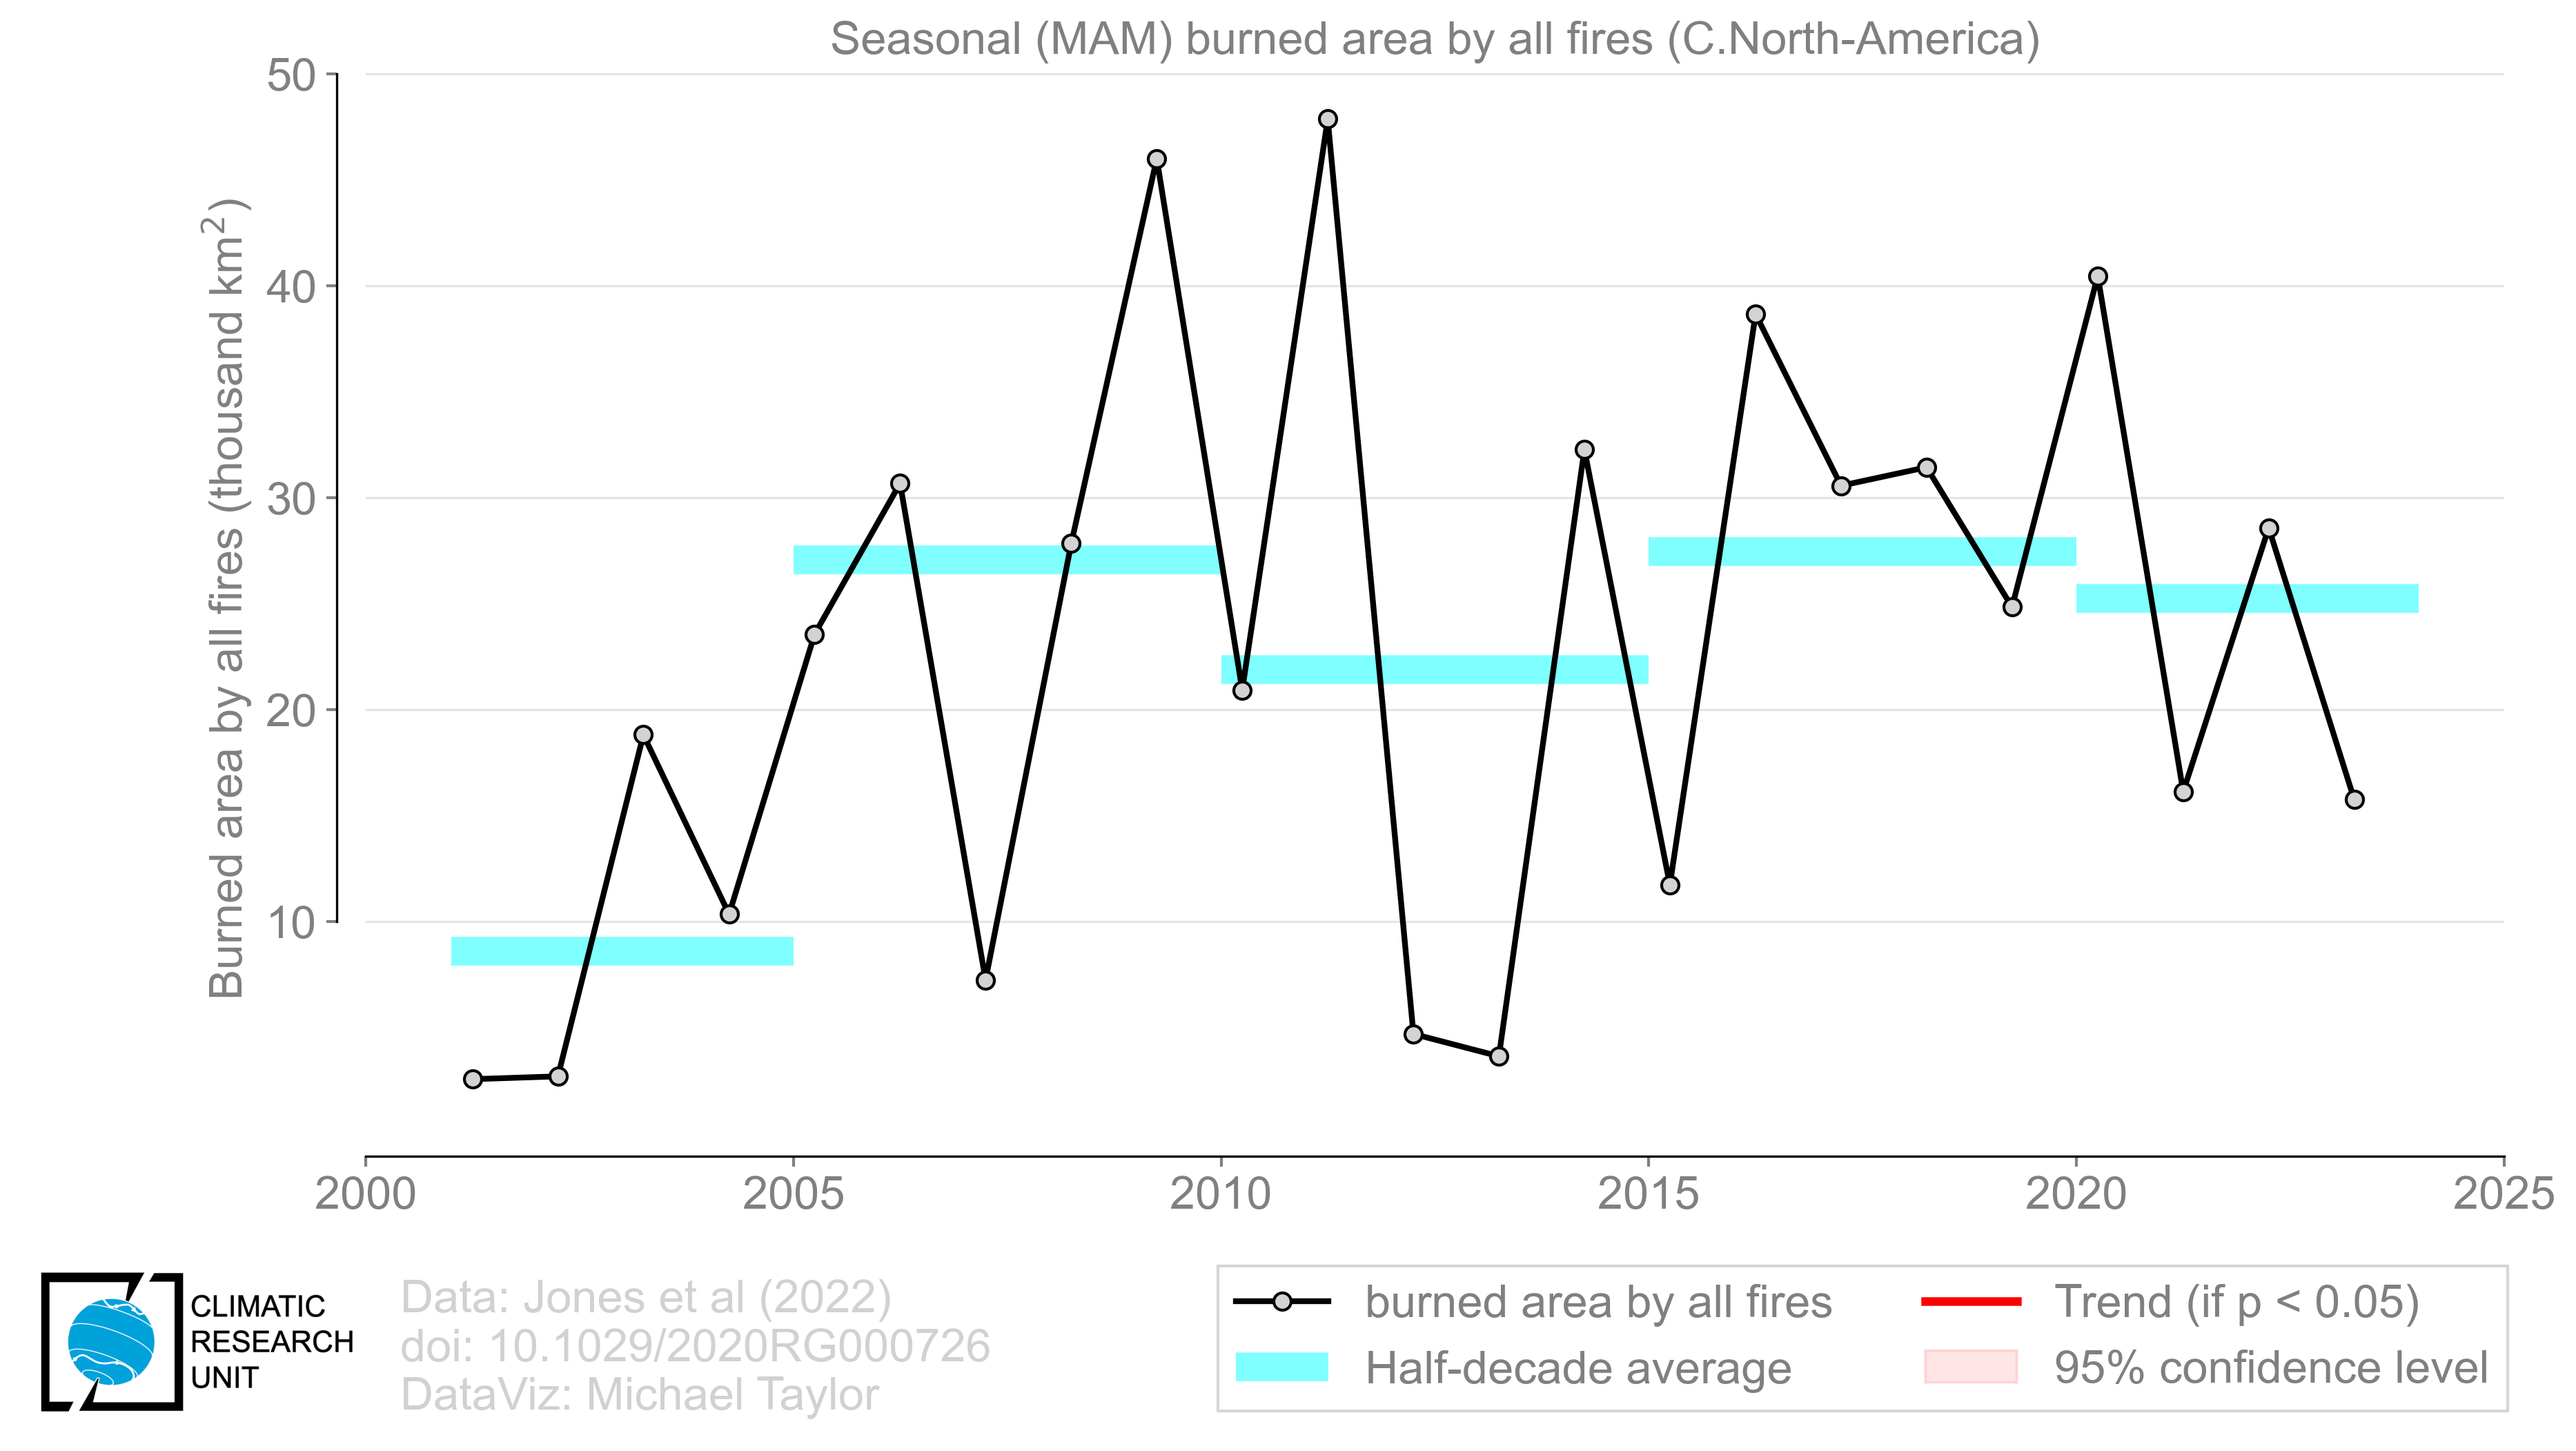 Seasonal (MAM) burned area by all fires (C.North-America)
Burned area by all fires (thousand km²)
50
40
30
20
10
2000 2005 2010 2015 2020 2025
CLIMATIC
RESEARCH
UNIT
Data: Jones et al (2022)
doi: 10.1029/2020RG000726
DataViz: Michael Taylor
burned area by all fires
Half-decade average
Trend (if p < 0.05)
95% confidence level